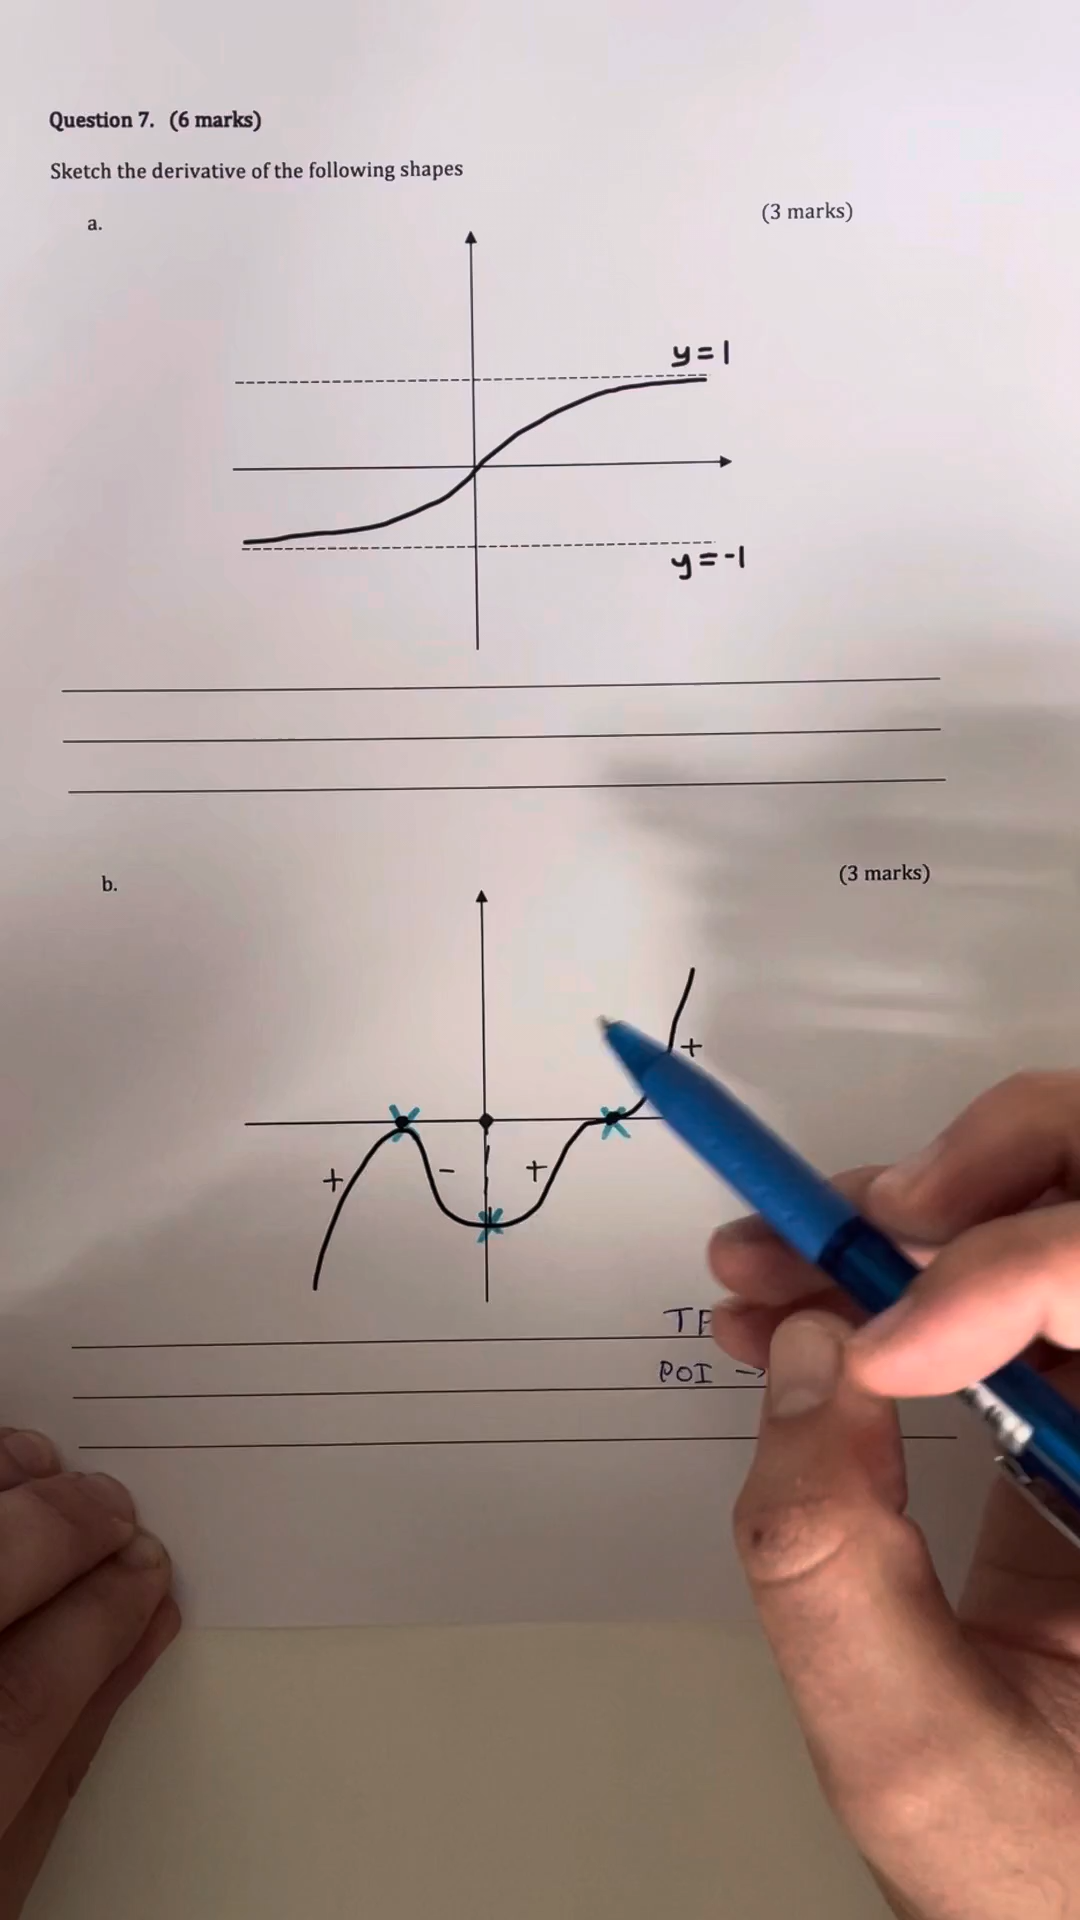 Question 7. (6 marks)
Sketch the derivative of the following shapes
a.
(3 marks)
y=1
y=-1
b.
(3 marks)
+
+
-
+
POI →